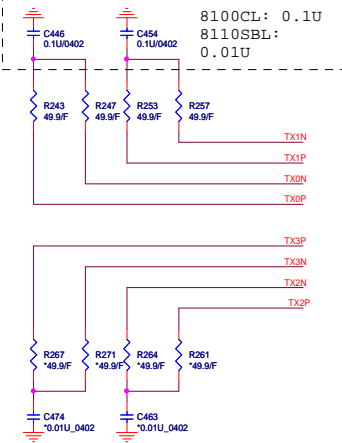 8100CL: 0.1U
8110SBL:
0.01U
C446
0.1U/0402
C454
0.1U/0402
R243
49.9/F
R247
49.9/F
R253
49.9/F
R257
49.9/F
TX1N
TX1P
TX0N
TX0P
TX3P
TX3N
TX2N
TX2P
R267
*49.9/F
R271
*49.9/F
R264
*49.9/F
R261
*49.9/F
C474
*0.01U_0402
C463
*0.01U_0402